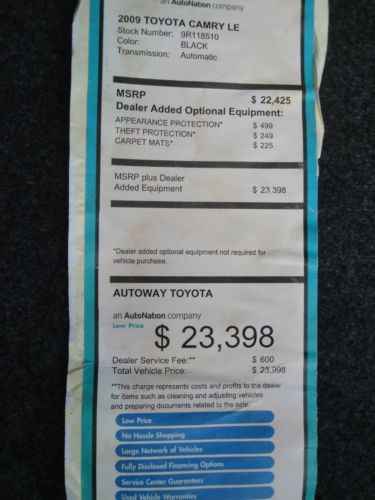 an AutoNation company
2009 TOYOTA CAMRY LE
Stock Number: 9R118510
Color: BLACK
Transmission: Automatic
MSRP $ 22,425
Dealer Added Optional Equipment:
APPEARANCE PROTECTION* $ 499
THEFT PROTECTION* $ 249
CARPET MATS* $ 225
MSRP plus Dealer
Added Equipment $ 23,398
*Dealer added optional equipment not required for
vehicle purchase.
AUTOWAY TOYOTA
an AutoNation company
Low Price
$ 23,398
Dealer Service Fee:** $ 600
Total Vehicle Price: $ 23,998
**This charge represents costs and profits to the dealer
for items such as cleaning and adjusting vehicles
and preparing documents related to the sale.
Low Price
No Hassle Shopping
Large Network of Vehicles
Fully Disclosed Financing Options
Service Center Guarantees
Used Vehicle Warranties